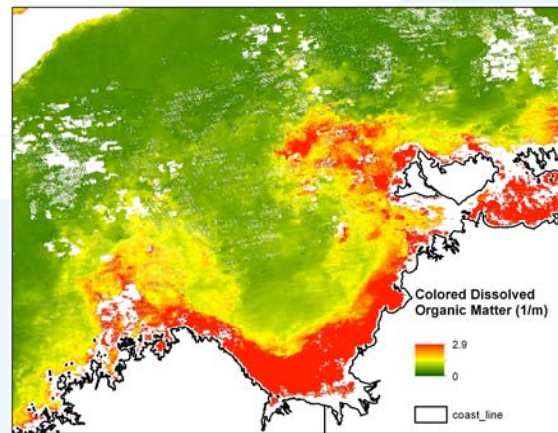 Colored Dissolved
Organic Matter (1/m)
2.9
0
coast_line